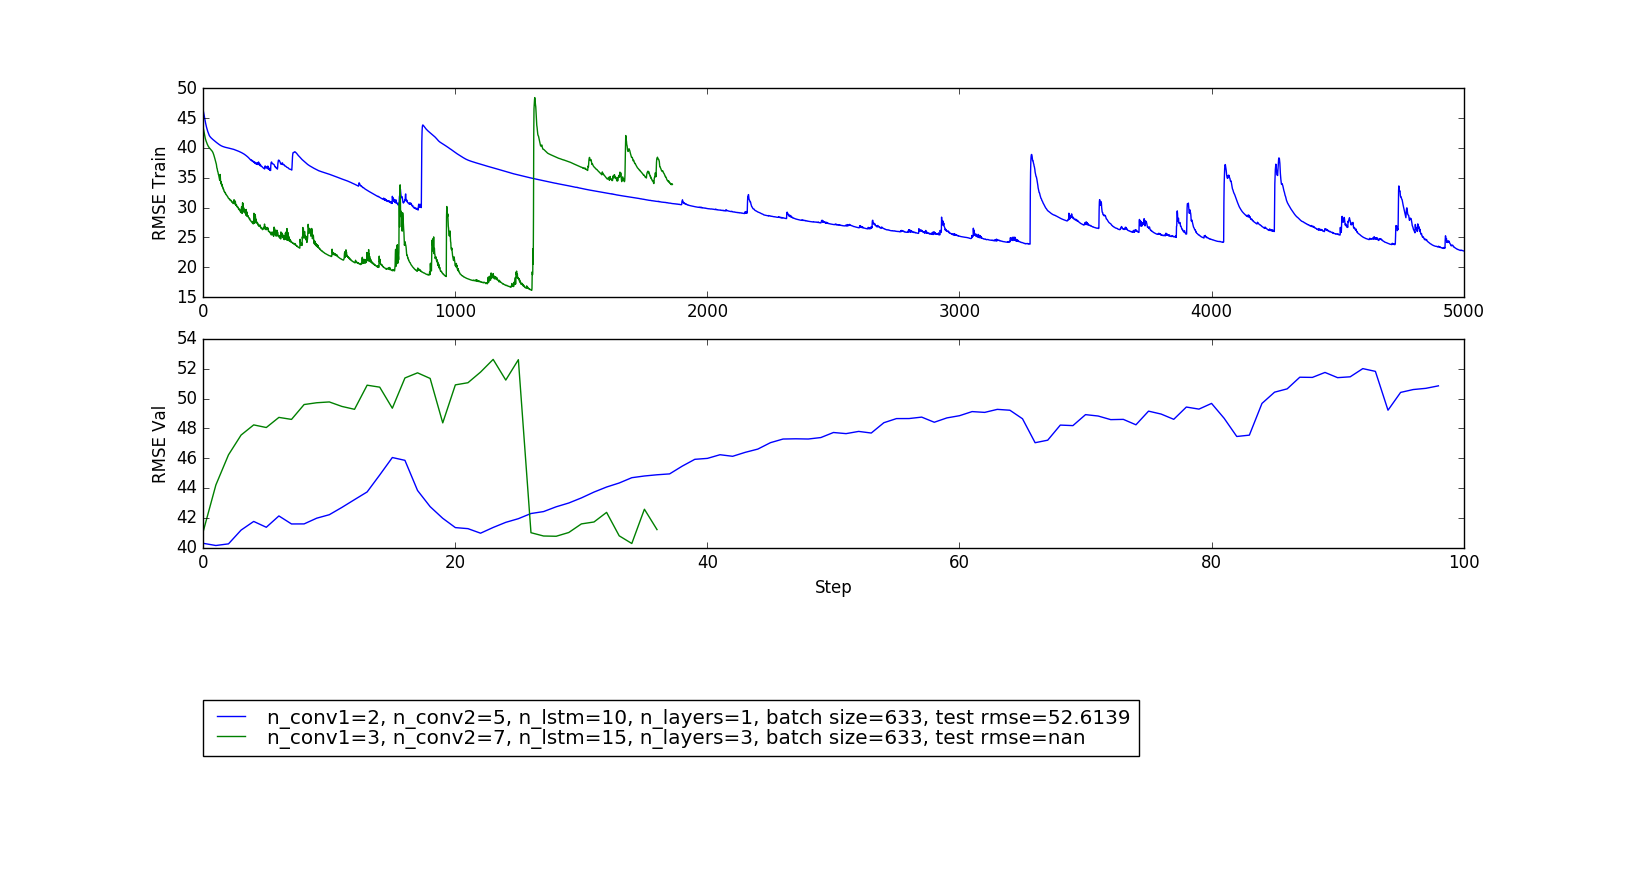 50
45
40
35
30
25
20
15
RMSE Train
0 1000 2000 3000 4000 5000
54
52
50
48
46
44
42
40
RMSE Val
0 20 40 60 80 100
Step
n_conv1=2, n_conv2=5, n_lstm=10, n_layers=1, batch size=633, test rmse=52.6139
n_conv1=3, n_conv2=7, n_lstm=15, n_layers=3, batch size=633, test rmse=nan